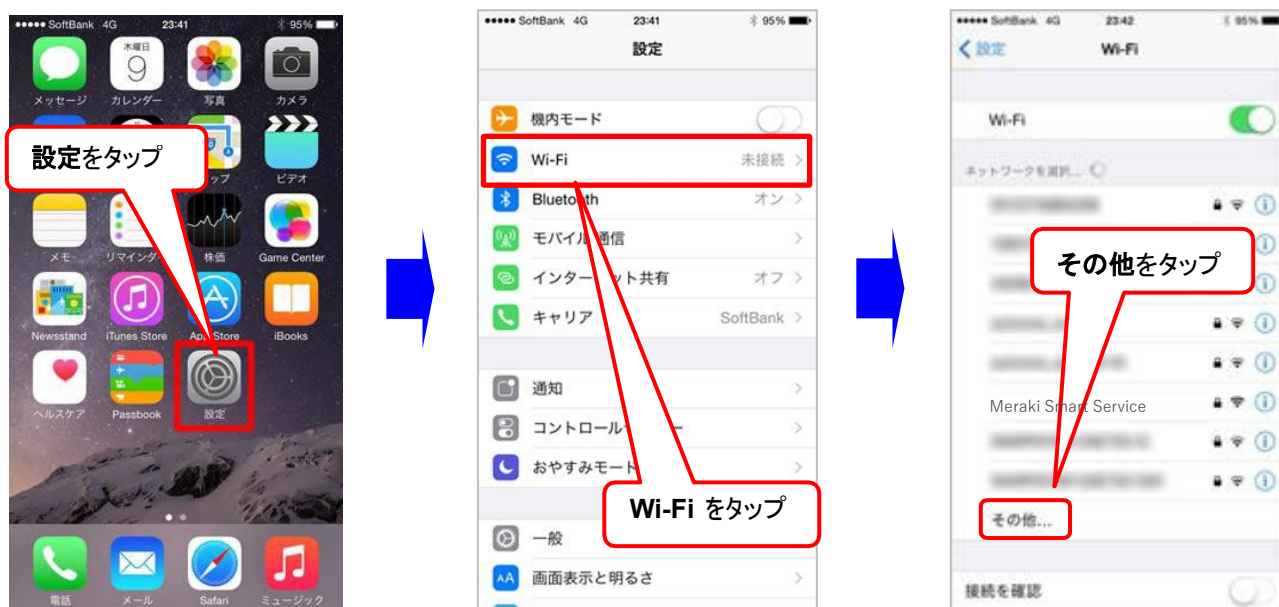 SoftBank 4G 23:41 95%
木曜日
9
メッセージ カレンダー 写真 カメラ
設定をタップ
ップ ビデオ
メモ リマインダ 株価 Game Center
Newsstand iTunes Store App Store iBooks
ヘルスケア Passbook 設定
電話 メール Safari ミュージック
SoftBank 4G 23:41 95%
設定
機内モード
Wi-Fi 未接続
Bluetooth オン
モバイル 通信
インター ット共有 オフ
キャリア SoftBank
通知
コントロール ー
おやすみモード
Wi-Fi をタップ
一般
AA 画面表示と明るさ
SoftBank 4G 23:42 95%
設定 Wi-Fi
Wi-Fi
ネットワークを選択...
その他をタップ
Meraki Smart Service
その他...
接続を確認